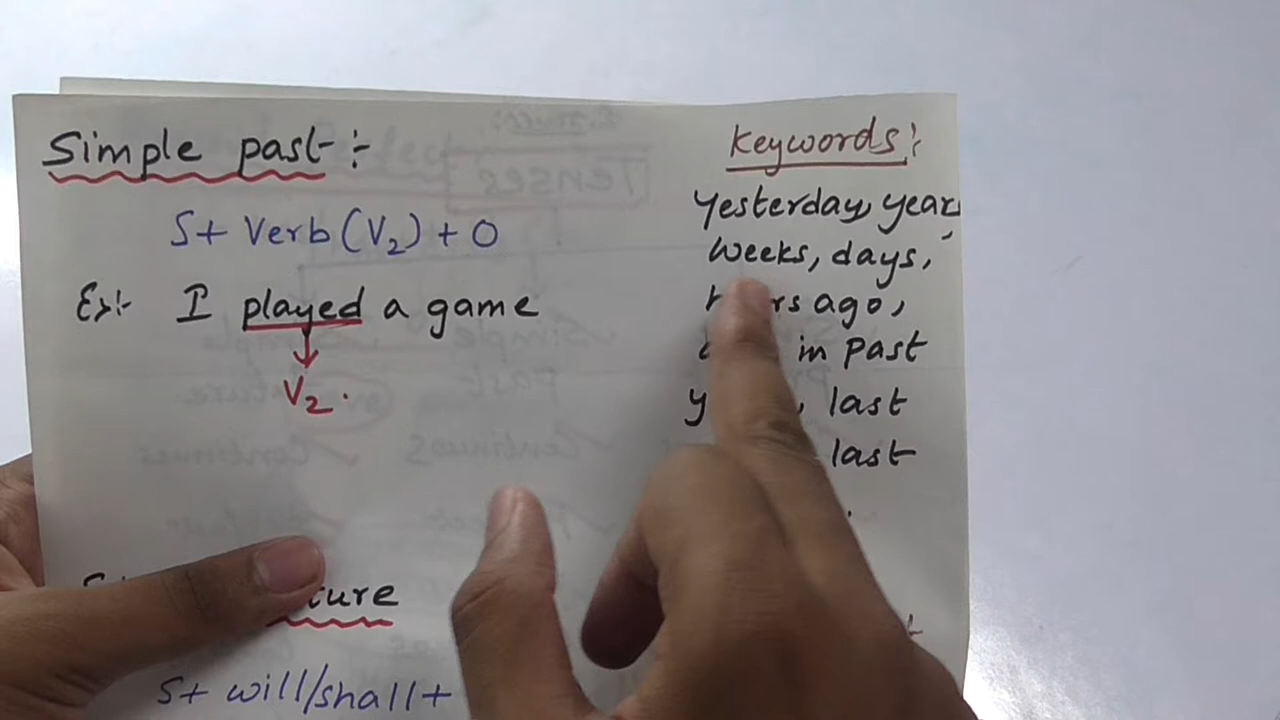 Simple past :-
S+ Verb (V2) + O
Ex:- I played a game
V2.
Keywords :-
Yesterday, year,
weeks, days,
ago,
in past
last
last
S+ will/shall+